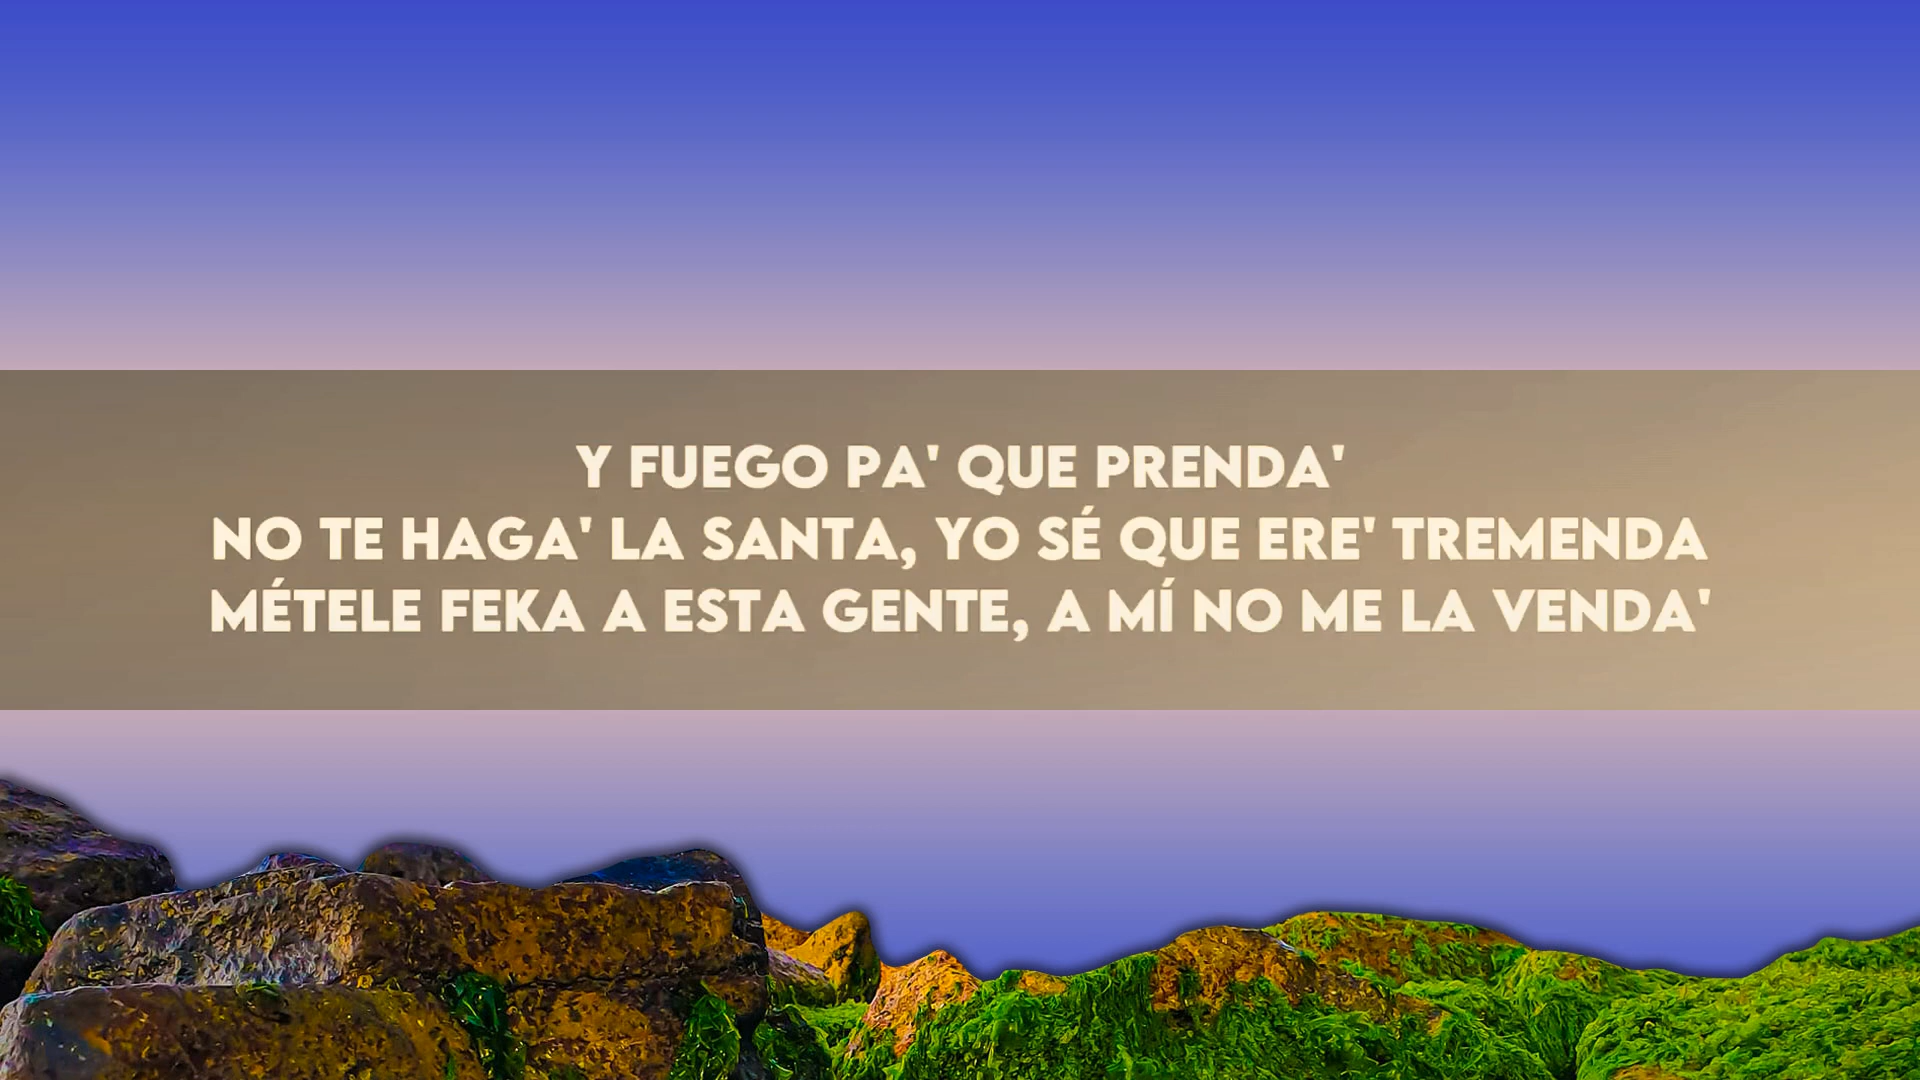 Y FUEGO PA' QUE PRENDA'
NO TE HAGA' LA SANTA, YO SÉ QUE ERE' TREMENDA
MÉTELE FEKA A ESTA GENTE, A MÍ NO ME LA VENDA'